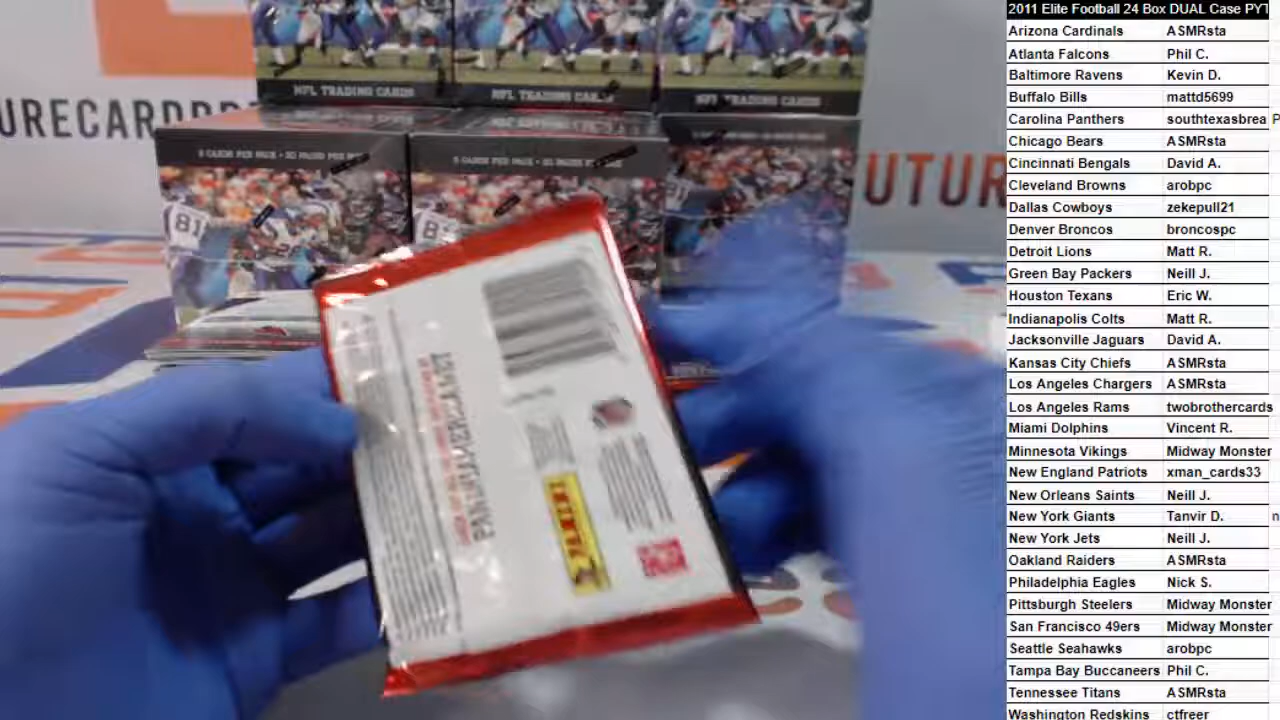 2011 Elite Football 24 Box DUAL Case PYT
Arizona Cardinals ASMRsta
Atlanta Falcons Phil C.
Baltimore Ravens Kevin D.
Buffalo Bills mattd5699
Carolina Panthers southtexasbrea P
Chicago Bears ASMRsta
Cincinnati Bengals David A.
Cleveland Browns arobpc
Dallas Cowboys zekepull21
Denver Broncos broncospc
Detroit Lions Matt R.
Green Bay Packers Neill J.
Houston Texans Eric W.
Indianapolis Colts Matt R.
Jacksonville Jaguars David A.
Kansas City Chiefs ASMRsta
Los Angeles Chargers ASMRsta
Los Angeles Rams twobrothercards
Miami Dolphins Vincent R.
Minnesota Vikings Midway Monster
New England Patriots xman_cards33
New Orleans Saints Neill J.
New York Giants Tanvir D. n
New York Jets Neill J.
Oakland Raiders ASMRsta
Philadelphia Eagles Nick S.
Pittsburgh Steelers Midway Monster
San Francisco 49ers Midway Monster
Seattle Seahawks arobpc
Tampa Bay Buccaneers Phil C.
Tennessee Titans ASMRsta
Washington Redskins ctfreer
NFL TRADING CARDS
NFL TRADING CARDS
NFL TRADING CARDS
URECARD
UTUR
81
81
PANINI